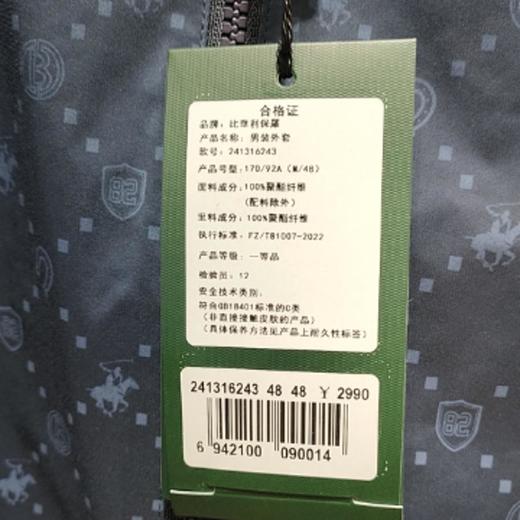 合格证
品牌：比華利保羅
产品名称：男装外套
款号：241316243
产品号型：170/92A（M/48）
面料成分：100%聚酯纤维
（配料除外）
里料成分：100%聚酯纤维
执行标准：FZ/T81007-2022
产品等级：一等品
检验员：12
安全技术类别：
符合GB18401标准的C类
（非直接接触皮肤的产品）
（具体保养方法见产品上耐久性标签）
241316243 48 48 ¥ 2990
6 942100 090014
82
82